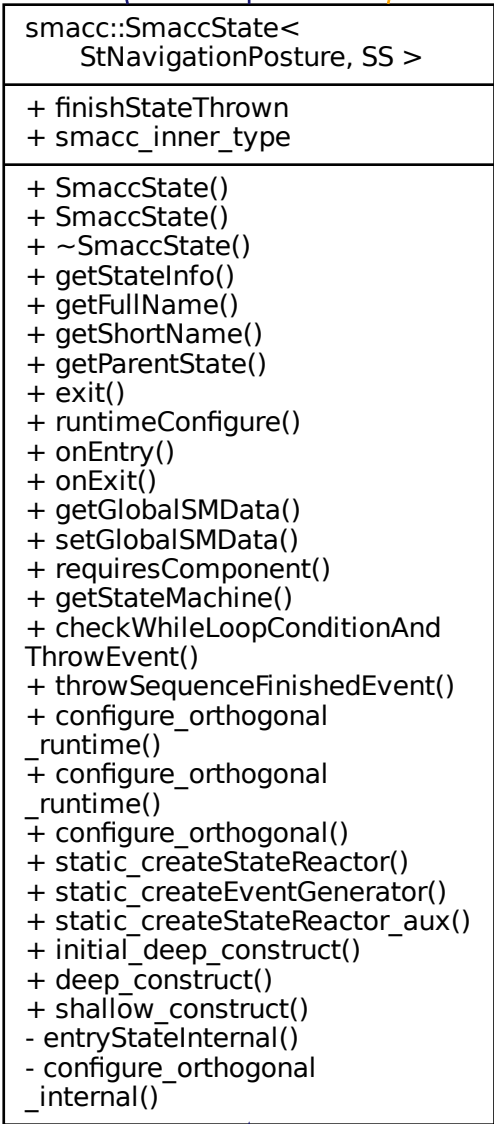 smacc::SmaccState<
StNavigationPosture, SS >
+ finishStateThrown
+ smacc_inner_type
+ SmaccState()
+ SmaccState()
+ ~SmaccState()
+ getStateInfo()
+ getFullName()
+ getShortName()
+ getParentState()
+ exit()
+ runtimeConfigure()
+ onEntry()
+ onExit()
+ getGlobalSMData()
+ setGlobalSMData()
+ requiresComponent()
+ getStateMachine()
+ checkWhileLoopConditionAnd
ThrowEvent()
+ throwSequenceFinishedEvent()
+ configure_orthogonal
_runtime()
+ configure_orthogonal
_runtime()
+ configure_orthogonal()
+ static_createStateReactor()
+ static_createEventGenerator()
+ static_createStateReactor_aux()
+ initial_deep_construct()
+ deep_construct()
+ shallow_construct()
- entryStateInternal()
- configure_orthogonal
_internal()